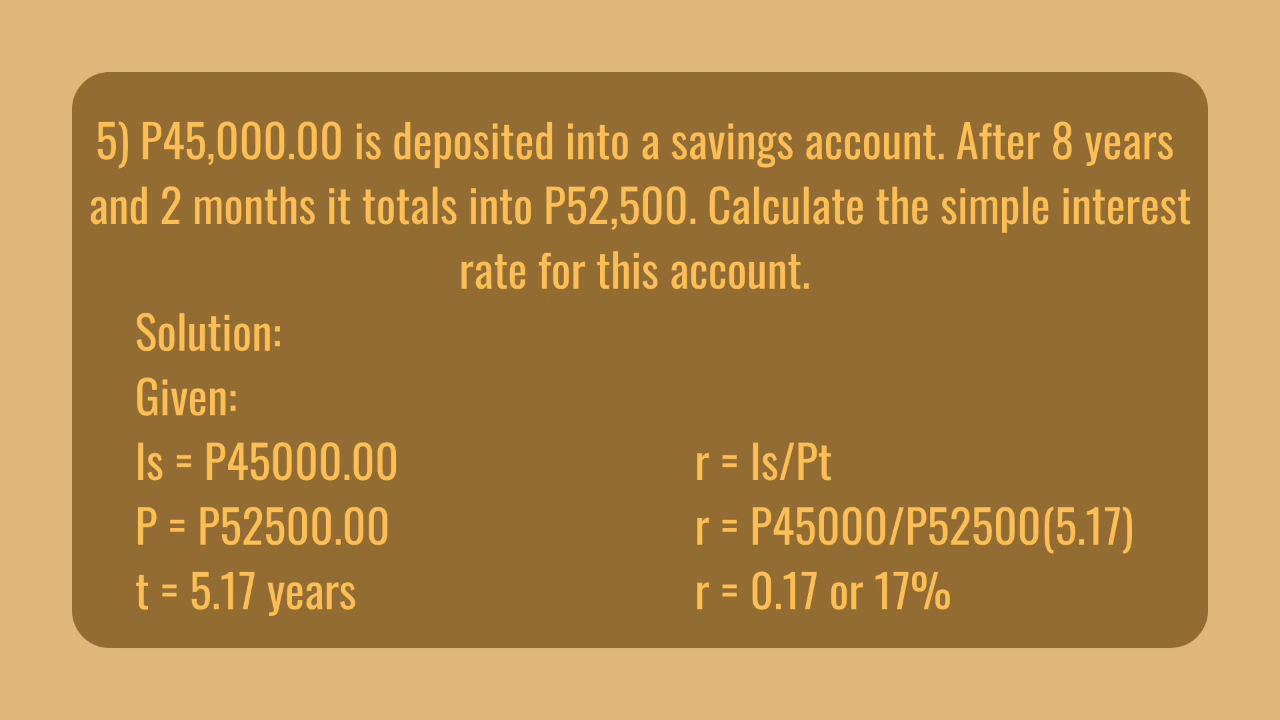 5) P45,000.00 is deposited into a savings account. After 8 years
and 2 months it totals into P52,500. Calculate the simple interest
rate for this account.
Solution:
Given:
Is = P45000.00
P = P52500.00
t = 5.17 years
r = Is/Pt
r = P45000/P52500(5.17)
r = 0.17 or 17%